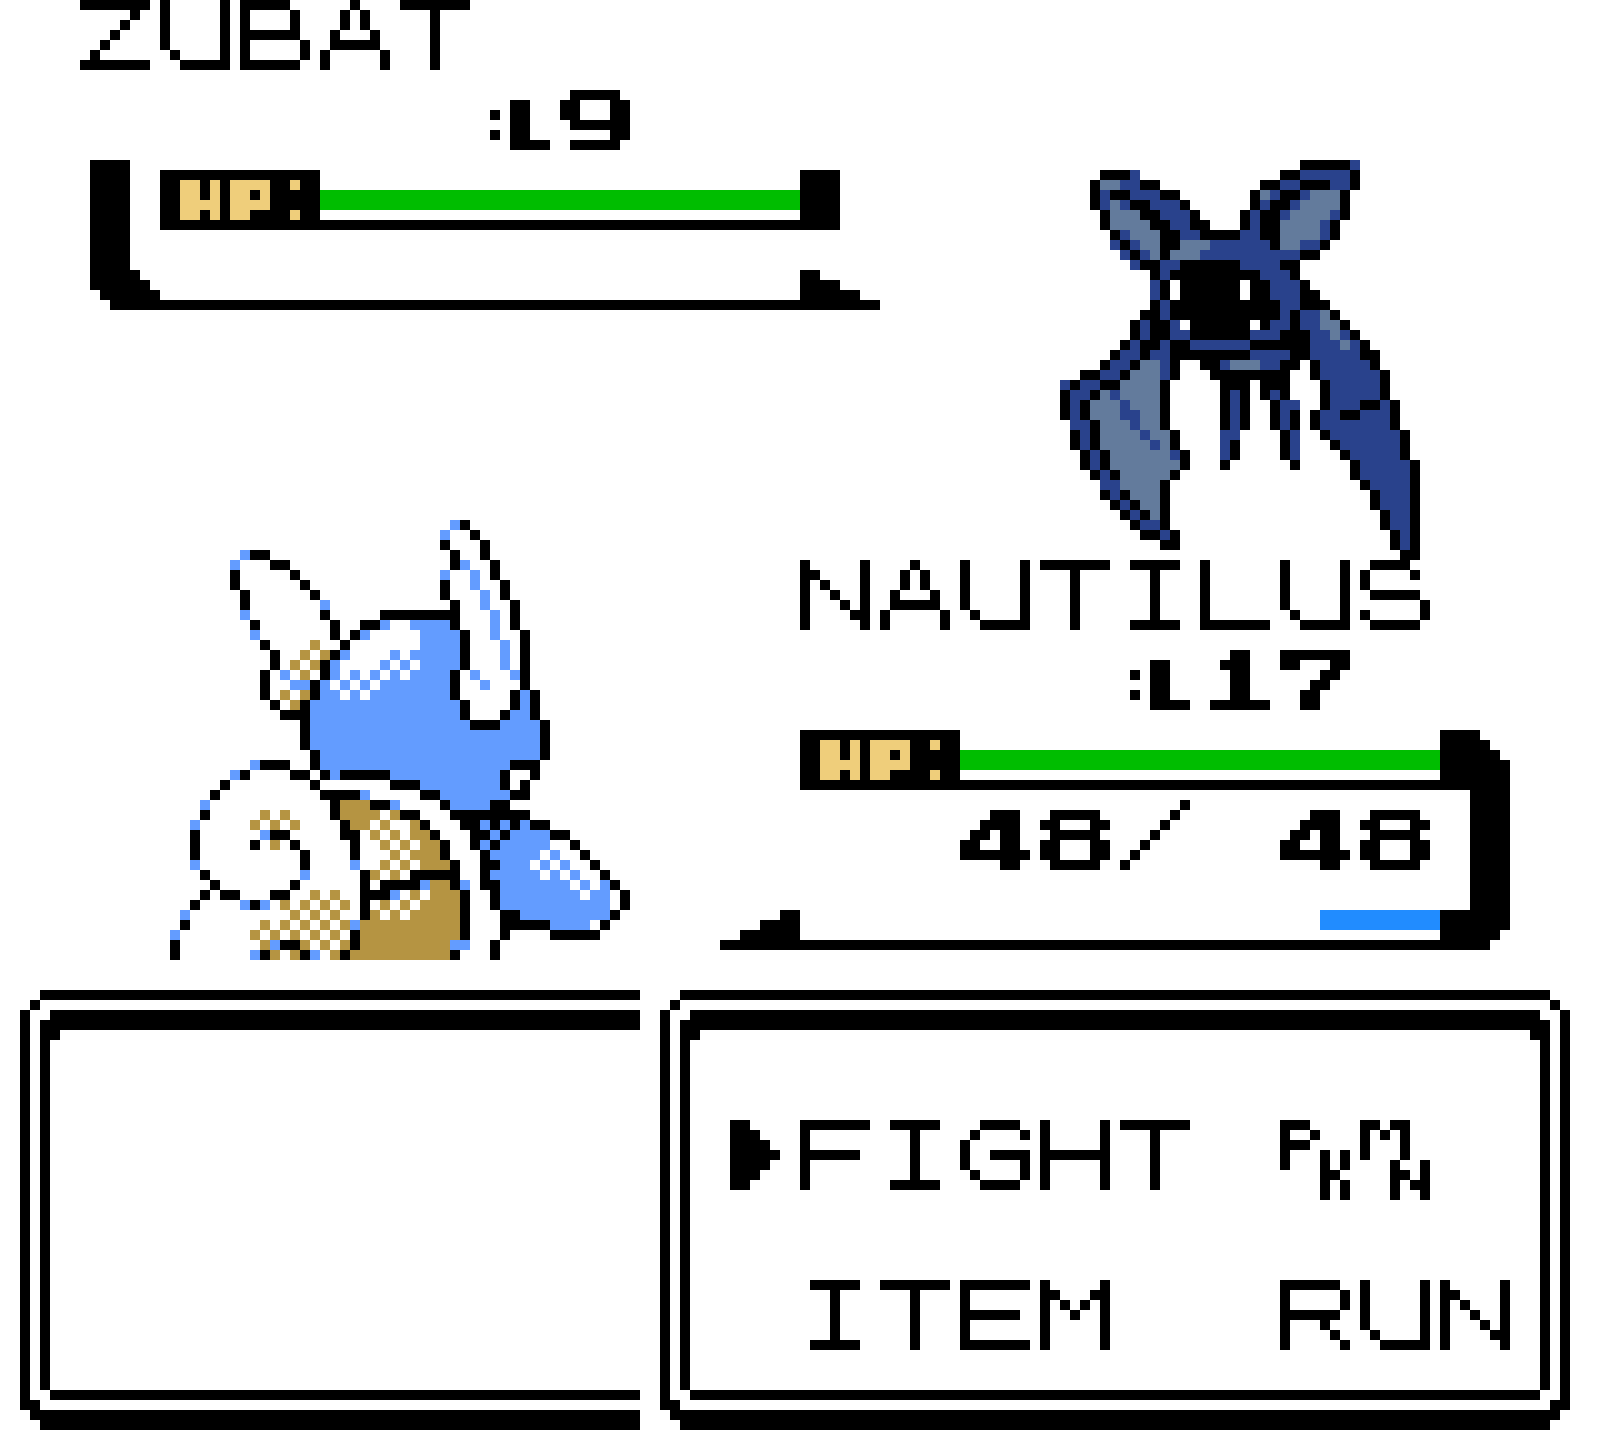 ZUBAT
:L9
HP:
NAUTILUS
:L17
HP:
48/ 48
▶FIGHT PKMN
ITEM RUN